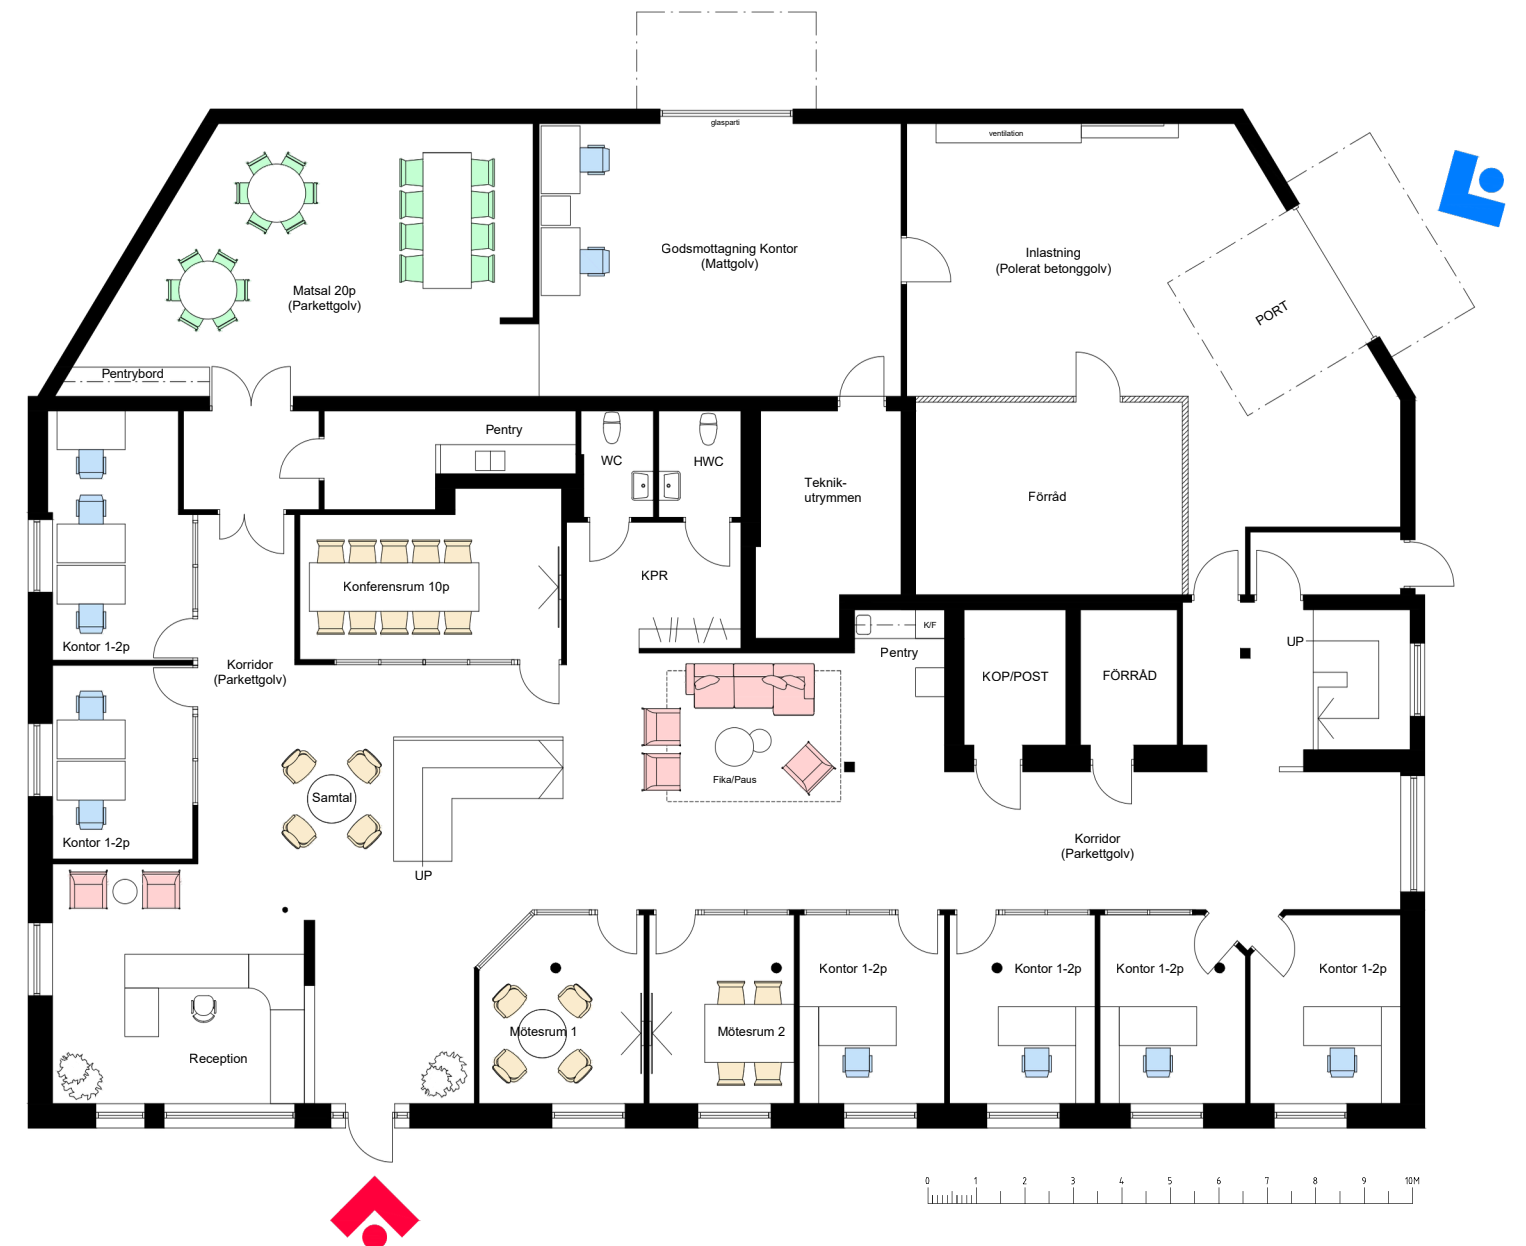 glasparti
ventilation
Godsmottagning Kontor
(Mattgolv)
Inlastning
(Polerat betonggolv)
Matsal 20p
(Parkettgolv)
PORT
Pentrybord
Pentry
WC
HWC
Teknik-
utrymmen
Förråd
KPR
Konferensrum 10p
Kontor 1-2p
K/F
Pentry
UP
Korridor
(Parkettgolv)
KOP/POST
FÖRRÅD
Fika/Paus
Samtal
Kontor 1-2p
UP
Korridor
(Parkettgolv)
Kontor 1-2p
Kontor 1-2p
Kontor 1-2p
Kontor 1-2p
Mötesrum 1
Mötesrum 2
Reception
0 1 2 3 4 5 6 7 8 9 10M